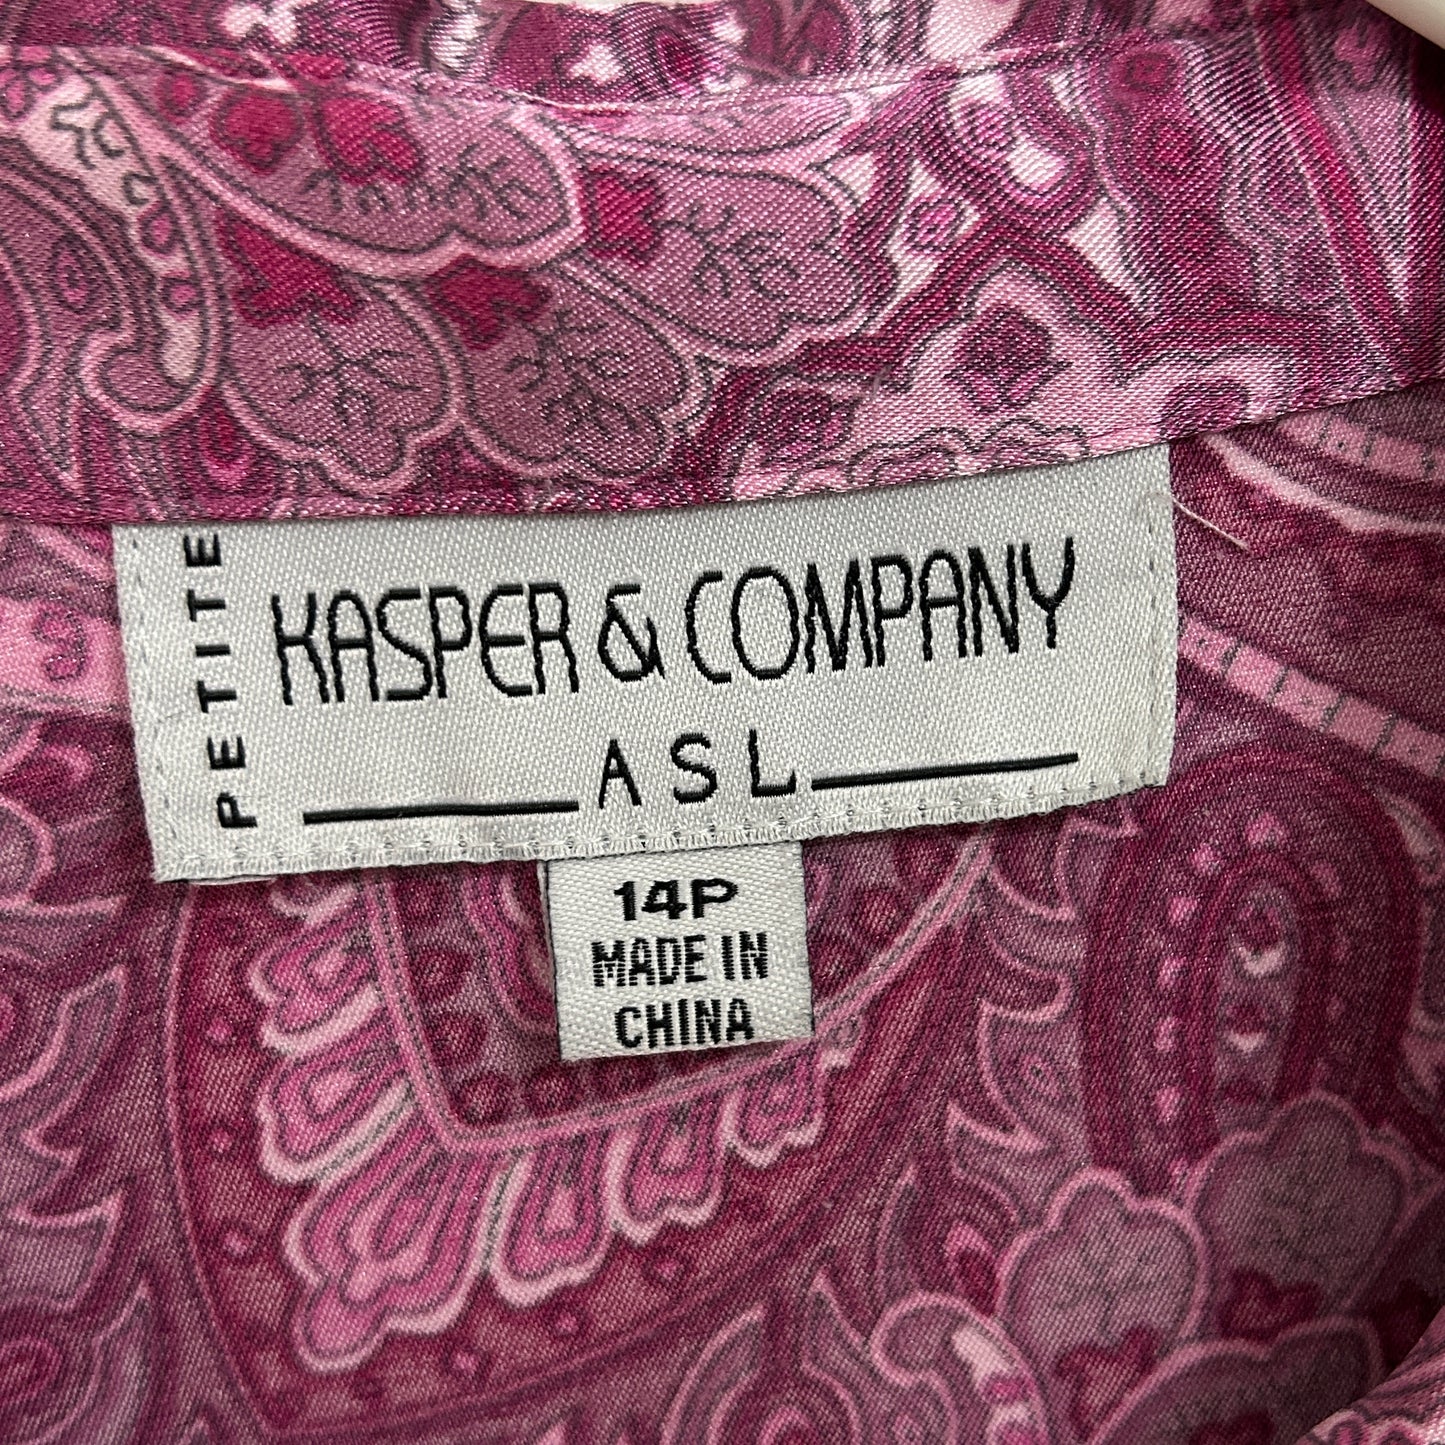 PETITE
KASPER & COMPANY
ASL
14P
MADE IN
CHINA